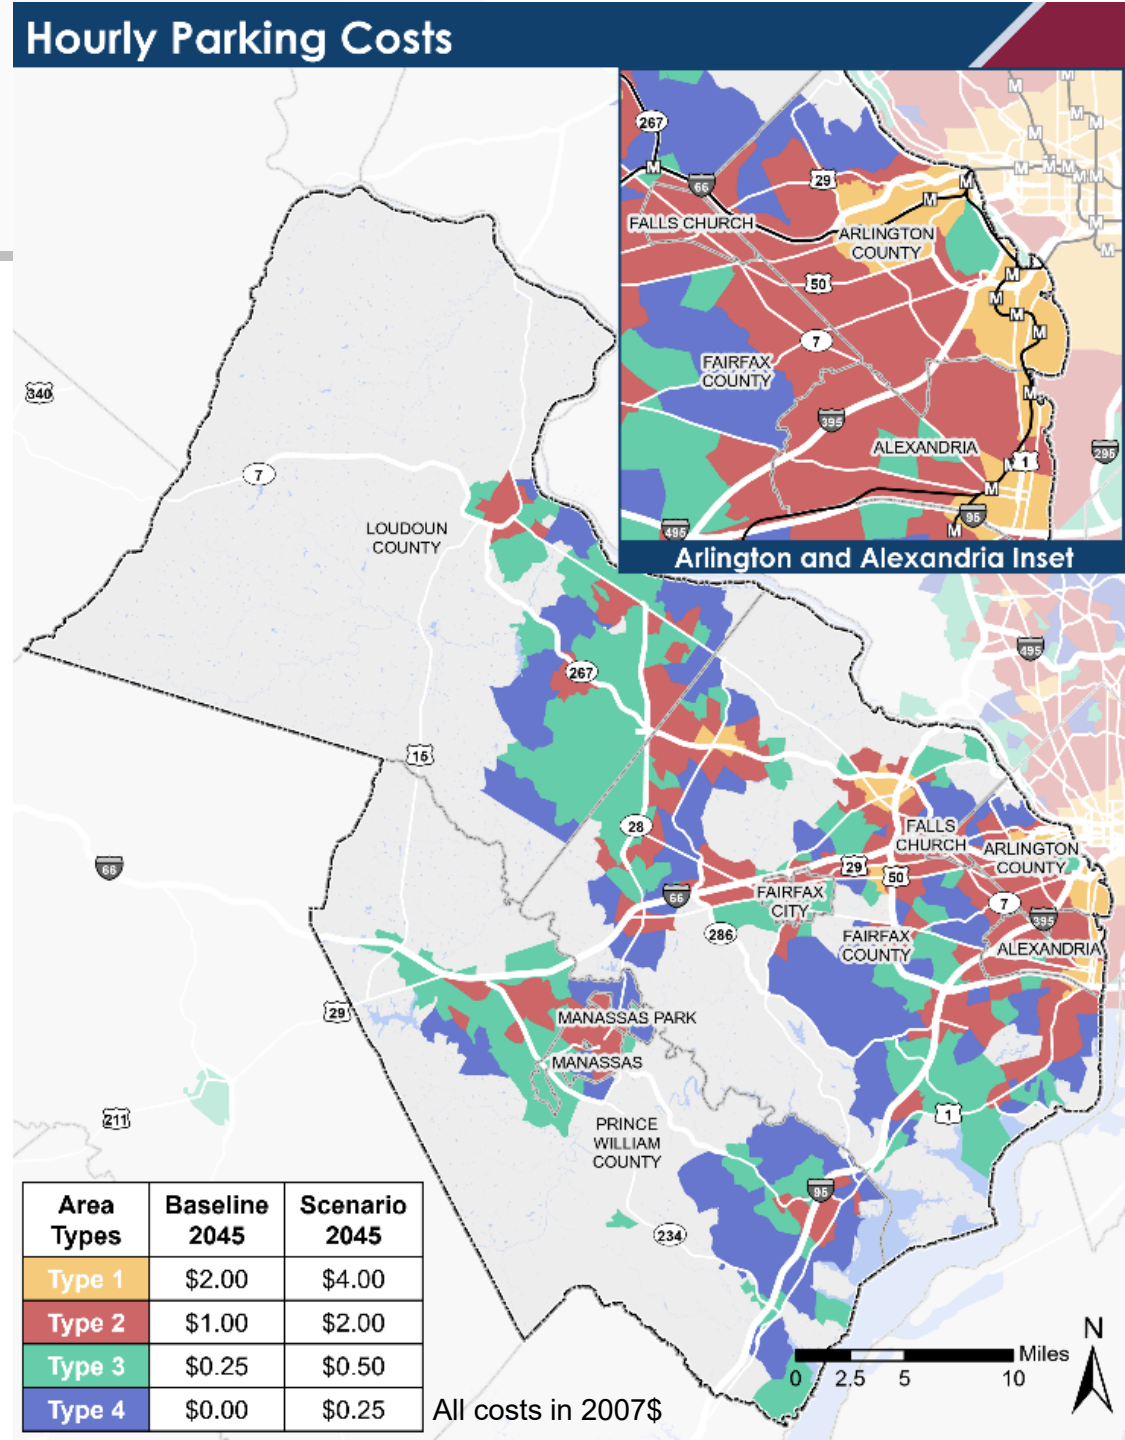 Hourly Parking Costs
267
M
66
29
M
M
M
M
M
M
M
M
M
M
M
M
M
M
FALLS CHURCH
ARLINGTON
COUNTY
50
M
M
M
M
7
FAIRFAX
COUNTY
M
395
ALEXANDRIA
1
295
M
95
M
495
Arlington and Alexandria Inset
340
7
LOUDOUN
COUNTY
267
495
15
28
FALLS
CHURCH
ARLINGTON
COUNTY
66
29
50
66
FAIRFAX
CITY
7
395
286
FAIRFAX
COUNTY
ALEXANDRIA
29
MANASSAS PARK
MANASSAS
211
1
PRINCE
WILLIAM
COUNTY
95
234
Area
Types
Baseline
2045
Scenario
2045
Type 1 $2.00 $4.00
Type 2 $1.00 $2.00
Type 3 $0.25 $0.50
Type 4 $0.00 $0.25
All costs in 2007$
N
Miles
0 2.5 5 10